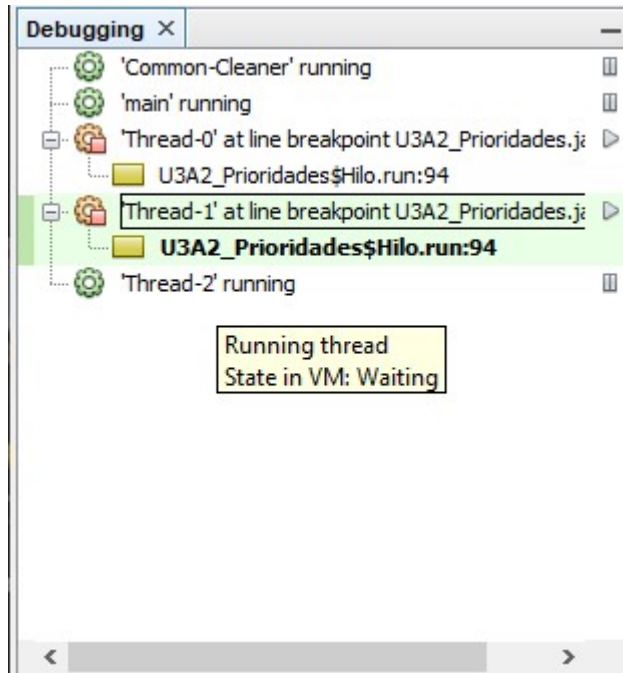 Debugging
'Common-Cleaner' running
'main' running
'Thread-0' at line breakpoint U3A2_Prioridades.ja
U3A2_Prioridades$Hilo.run:94
'Thread-1' at line breakpoint U3A2_Prioridades.ja
U3A2_Prioridades$Hilo.run:94
'Thread-2' running
Running thread
State in VM: Waiting